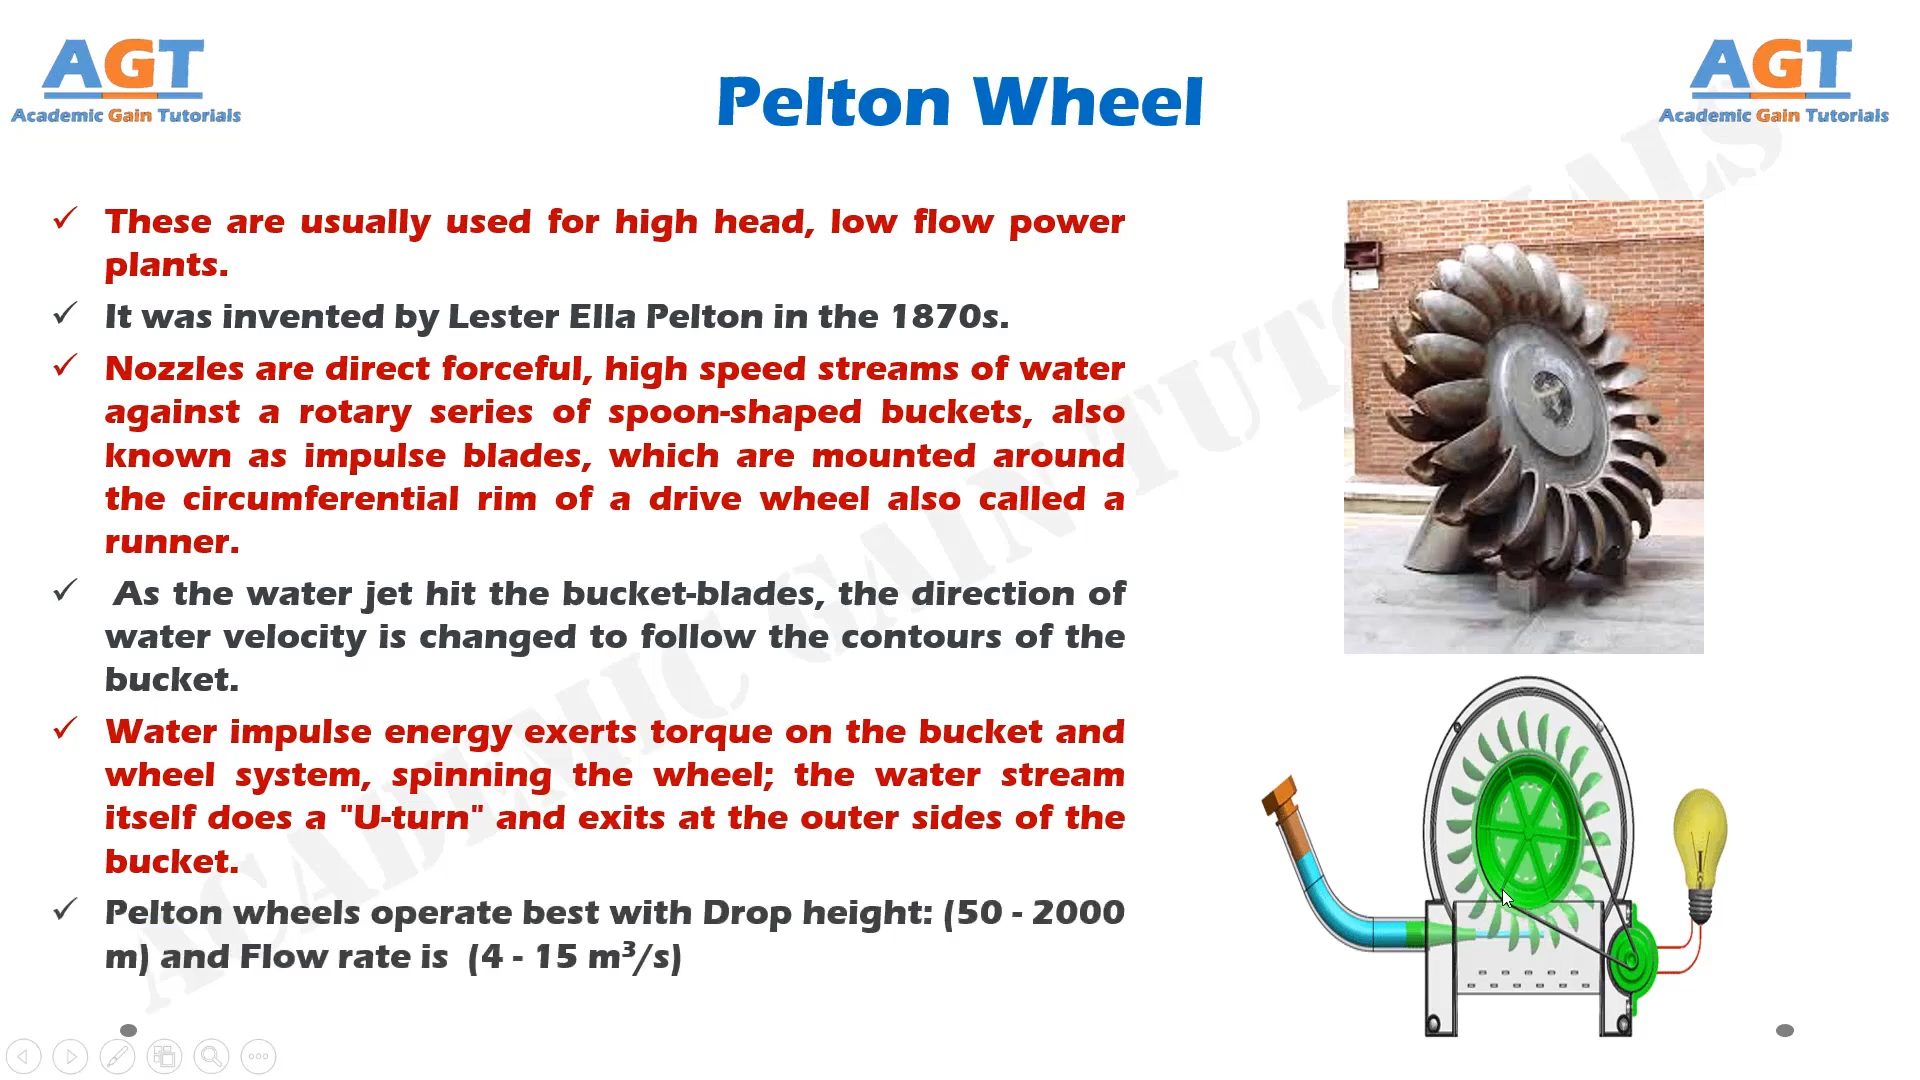 AGT
Academic Gain Tutorials
AGT
Academic Gain Tutorials
Pelton Wheel
These are usually used for high head, low flow power
plants.
It was invented by Lester Ella Pelton in the 1870s.
Nozzles are direct forceful, high speed streams of water
against a rotary series of spoon-shaped buckets, also
known as impulse blades, which are mounted around
the circumferential rim of a drive wheel also called a
runner.
As the water jet hit the bucket-blades, the direction of
water velocity is changed to follow the contours of the
bucket.
Water impulse energy exerts torque on the bucket and
wheel system, spinning the wheel; the water stream
itself does a "U-turn" and exits at the outer sides of the
bucket.
Pelton wheels operate best with Drop height: (50 - 2000
m) and Flow rate is (4 - 15 m³/s)
ACADEMIC GAIN TUTORIALS